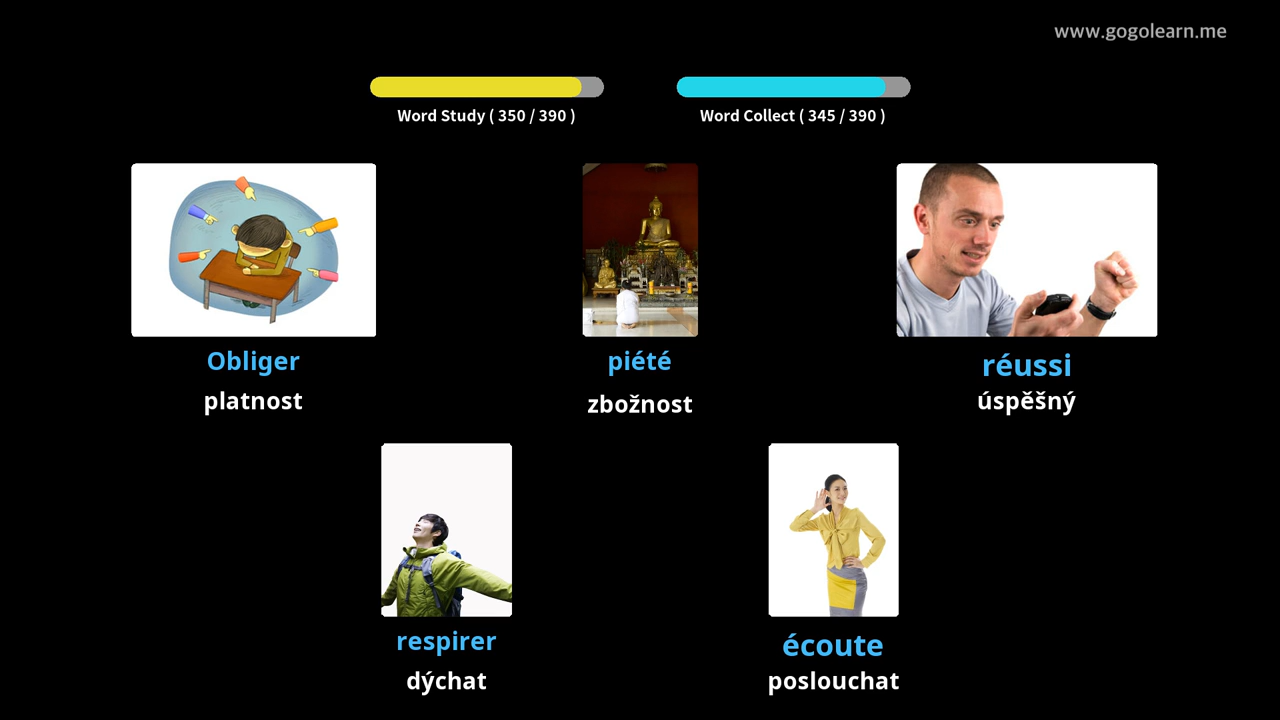 www.gogolearn.me
Word Study ( 350 / 390 )
Word Collect ( 345 / 390 )
Obliger
platnost
piété
zbožnost
réussi
úspěšný
respirer
dýchat
écoute
poslouchat